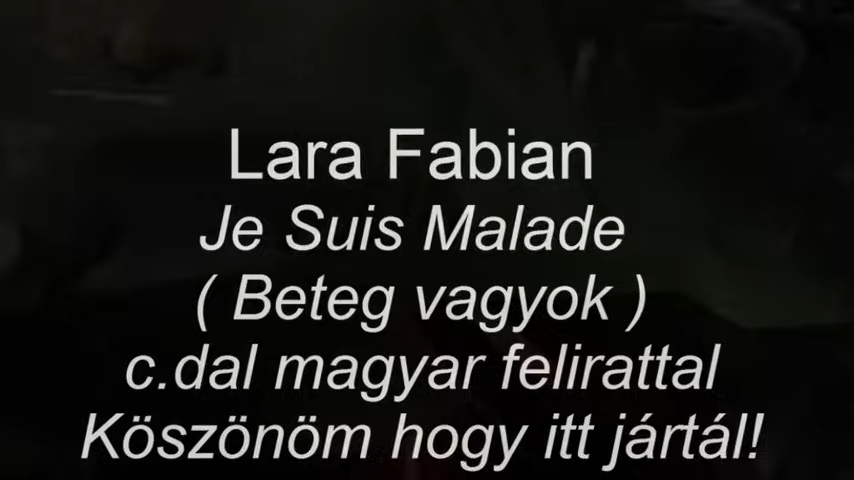 Lara Fabian
Je Suis Malade
( Beteg vagyok )
c.dal magyar felirattal
Köszönöm hogy itt jártál!